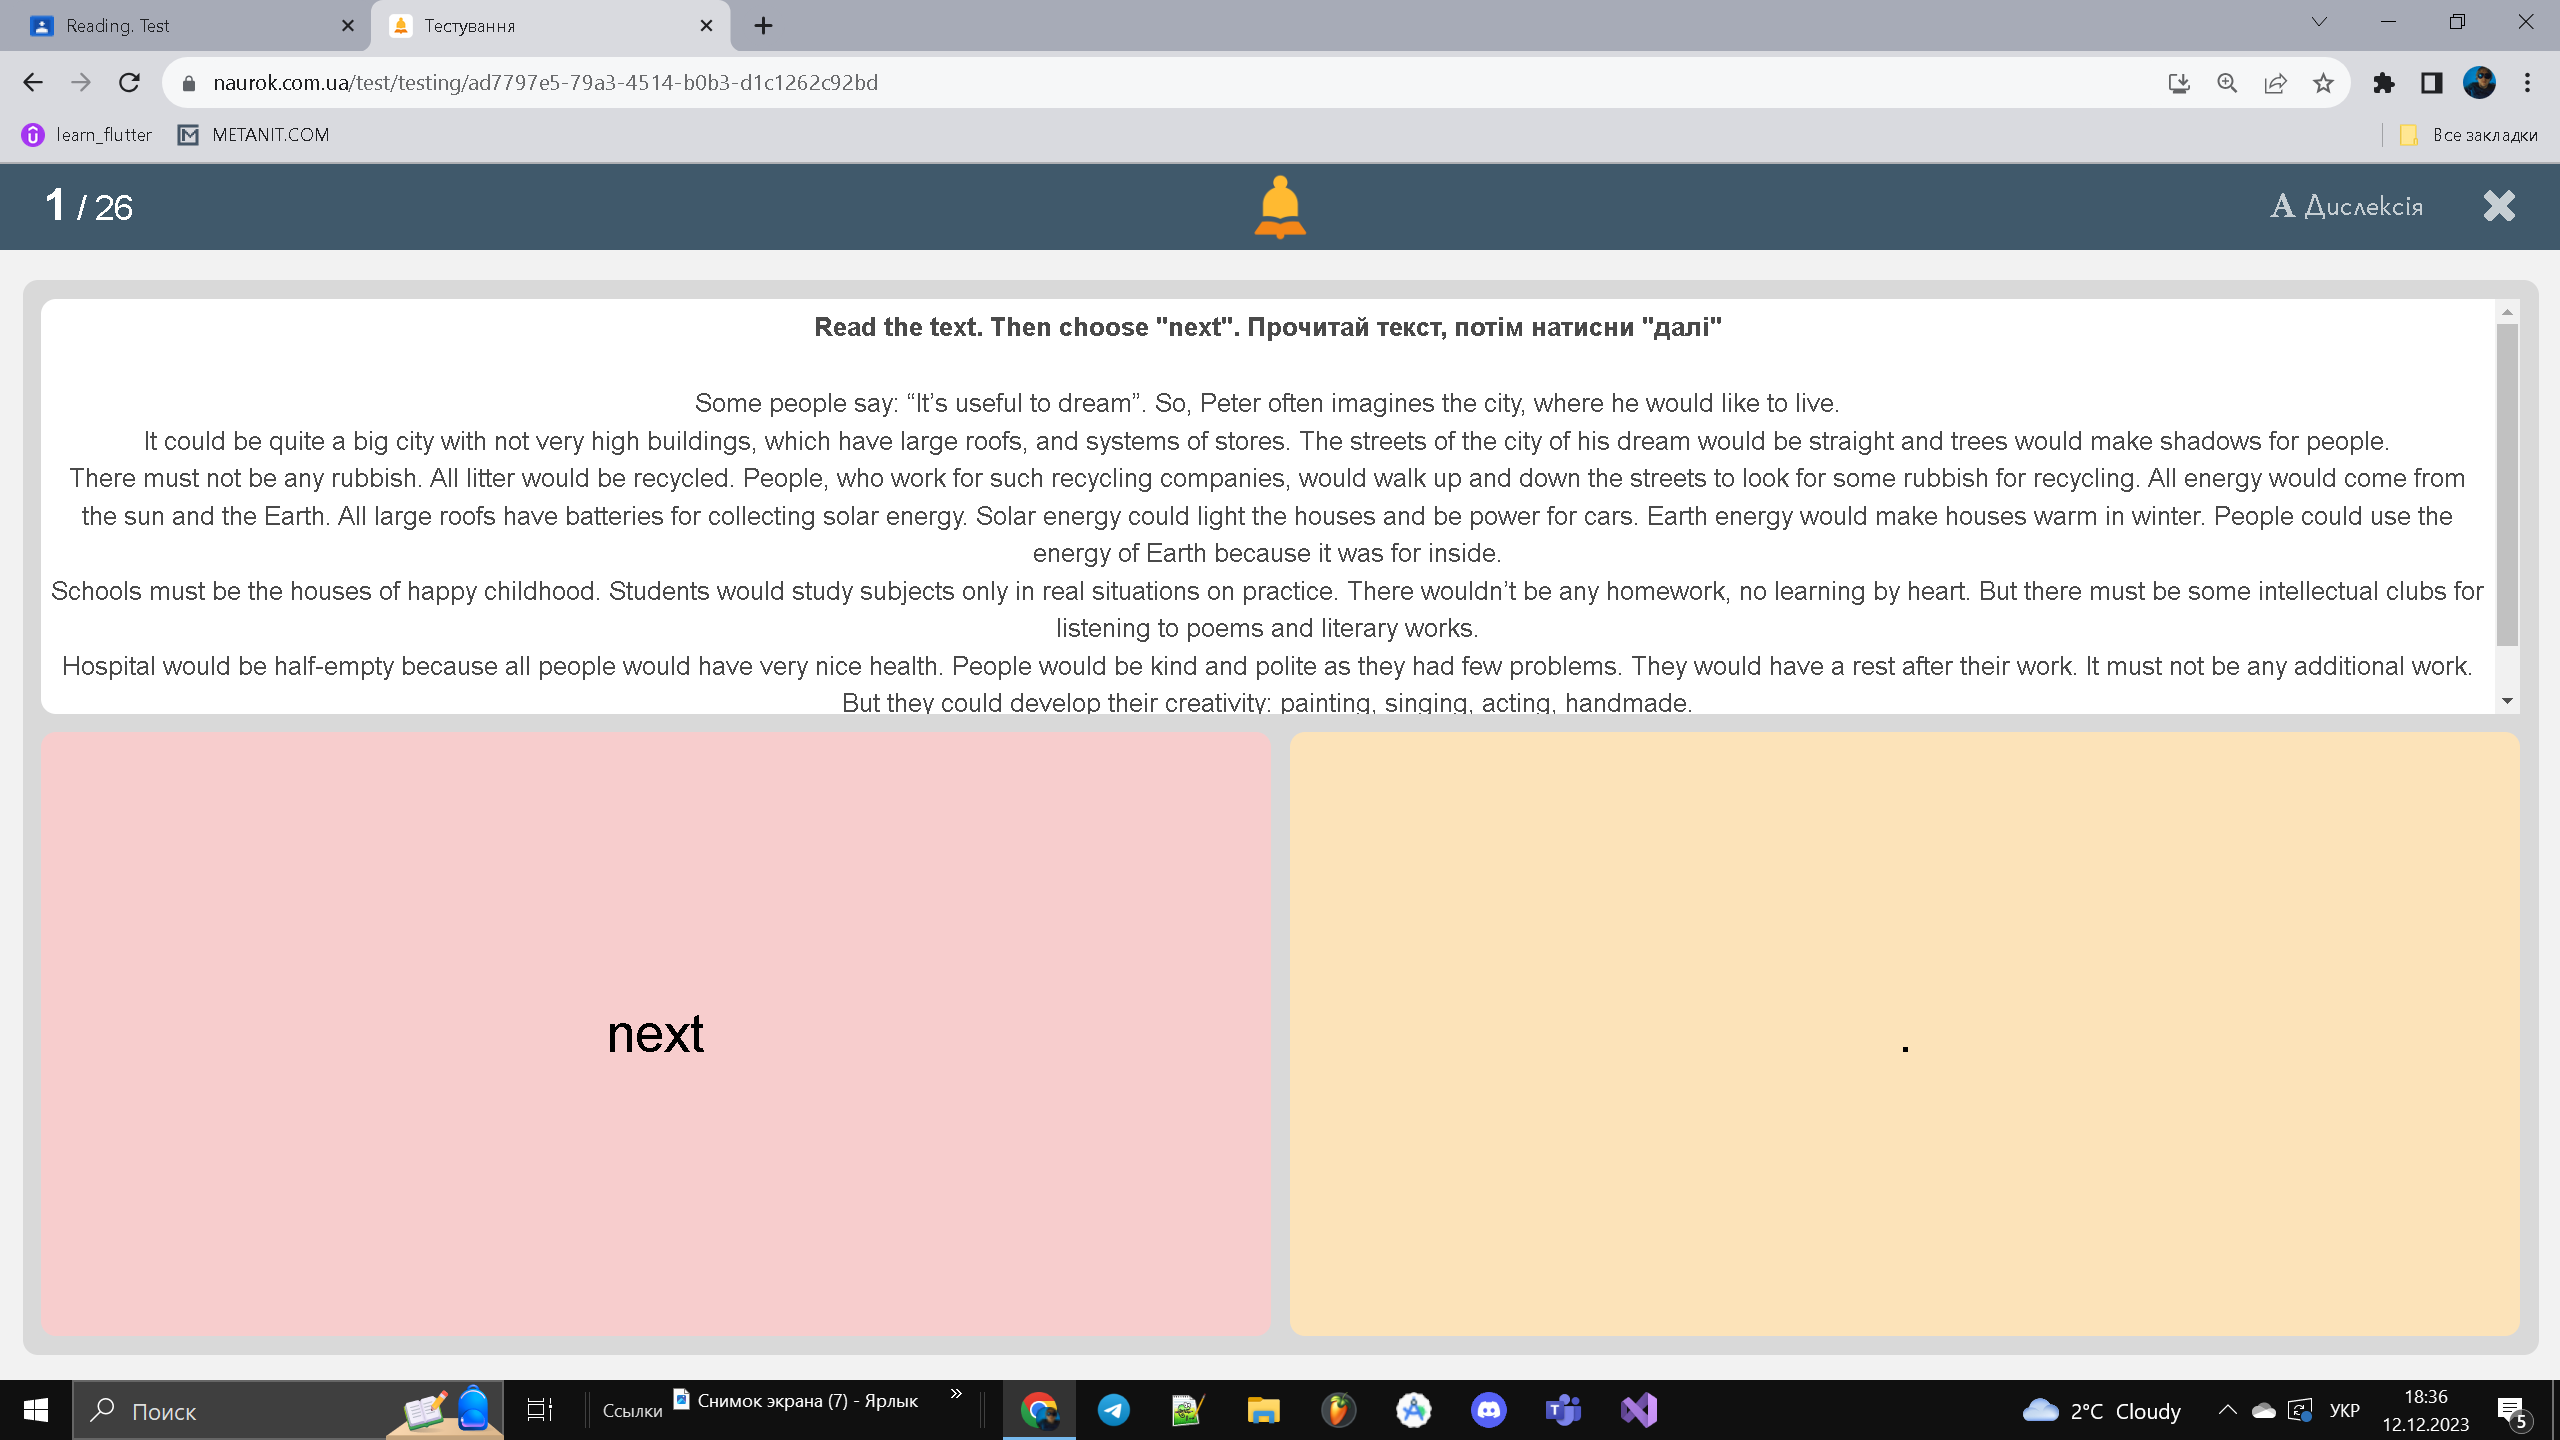 Reading. Test
Тестування
naurok.com.ua/test/testing/ad7797e5-79a3-4514-b0b3-d1c1262c92bd
learn_flutter
METANIT.COM
Все закладки
1 / 26
A Дислексія
Read the text. Then choose "next". Прочитай текст, потім натисни "далі"
Some people say: “It’s useful to dream”. So, Peter often imagines the city, where he would like to live.
It could be quite a big city with not very high buildings, which have large roofs, and systems of stores. The streets of the city of his dream would be straight and trees would make shadows for people.
There must not be any rubbish. All litter would be recycled. People, who work for such recycling companies, would walk up and down the streets to look for some rubbish for recycling. All energy would come from
the sun and the Earth. All large roofs have batteries for collecting solar energy. Solar energy could light the houses and be power for cars. Earth energy would make houses warm in winter. People could use the
energy of Earth because it was for inside.
Schools must be the houses of happy childhood. Students would study subjects only in real situations on practice. There wouldn’t be any homework, no learning by heart. But there must be some intellectual clubs for
listening to poems and literary works.
Hospital would be half-empty because all people would have very nice health. People would be kind and polite as they had few problems. They would have a rest after their work. It must not be any additional work.
But they could develop their creativity: painting, singing, acting, handmade.
next
.
Поиск
Ссылки
Снимок экрана (7) - Ярлык
2°C Cloudy
УКР
18:36
12.12.2023
5